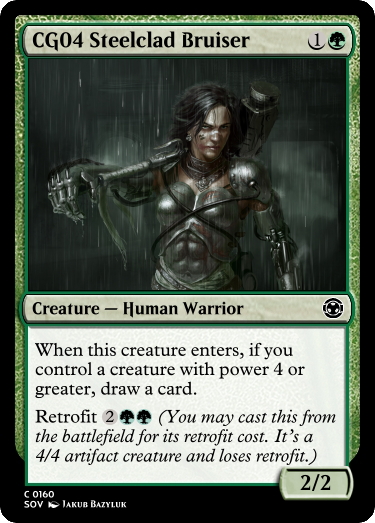 CG04 Steelclad Bruiser 1
Creature — Human Warrior
When this creature enters, if you
control a creature with power 4 or
greater, draw a card.
Retrofit 2 (You may cast this from
the battlefield for its retrofit cost. It's a
4/4 artifact creature and loses retrofit.)
2/2
C 0160
SOV Jakub Bazyluk